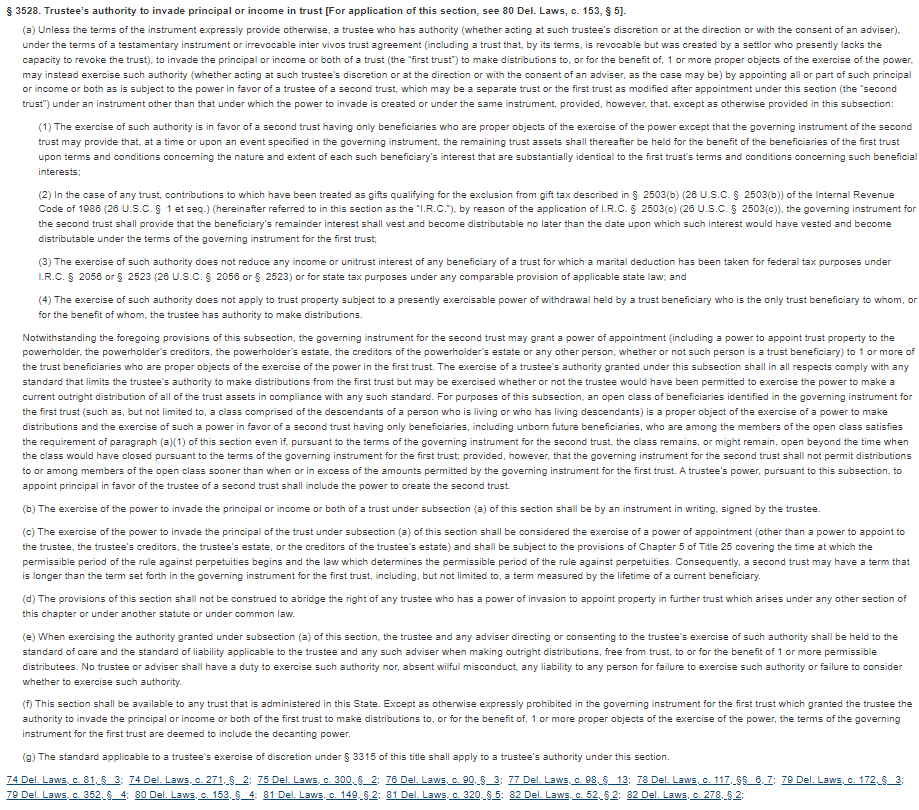 § 3528. Trustee's authority to invade principal or income in trust [For application of this section, see 80 Del. Laws, c. 153, § 5].
(a) Unless the terms of the instrument expressly provide otherwise, a trustee who has authority (whether acting at such trustee's discretion or at the direction or with the consent of an adviser),
under the terms of a testamentary instrument or irrevocable inter vivos trust agreement (including a trust that, by its terms, is revocable but was created by a settlor who presently lacks the
capacity to revoke the trust), to invade the principal or income or both of a trust (the "first trust") to make distributions to, or for the benefit of, 1 or more proper objects of the exercise of the power,
may instead exercise such authority (whether acting at such trustee's discretion or at the direction or with the consent of an adviser, as the case may be) by appointing all or part of such principal
or income or both as is subject to the power in favor of a trustee of a second trust, which may be a separate trust or the first trust as modified after appointment under this section (the "second
trust") under an instrument other than that under which the power to invade is created or under the same instrument, provided, however, that, except as otherwise provided in this subsection:
(1) The exercise of such authority is in favor of a second trust having only beneficiaries who are proper objects of the exercise of the power except that the governing instrument of the second
trust may provide that, at a time or upon an event specified in the governing instrument, the remaining trust assets shall thereafter be held for the benefit of the beneficiaries of the first trust
upon terms and conditions concerning the nature and extent of each such beneficiary's interest that are substantially identical to the first trust's terms and conditions concerning such beneficial
interests;
(2) In the case of any trust, contributions to which have been treated as gifts qualifying for the exclusion from gift tax described in § 2503(b) (26 U.S.C. § 2503(b)) of the Internal Revenue
Code of 1986 (26 U.S.C. § 1 et seq.) (hereinafter referred to in this section as the "I.R.C."), by reason of the application of I.R.C. § 2503(c) (26 U.S.C. § 2503(c)), the governing instrument for
the second trust shall provide that the beneficiary's remainder interest shall vest and become distributable no later than the date upon which such interest would have vested and become
distributable under the terms of the governing instrument for the first trust;
(3) The exercise of such authority does not reduce any income or unitrust interest of any beneficiary of a trust for which a marital deduction has been taken for federal tax purposes under
I.R.C. § 2056 or § 2523 (26 U.S.C. § 2056 or § 2523) or for state tax purposes under any comparable provision of applicable state law; and
(4) The exercise of such authority does not apply to trust property subject to a presently exercisable power of withdrawal held by a trust beneficiary who is the only trust beneficiary to whom, or
for the benefit of whom, the trustee has authority to make distributions.
Notwithstanding the foregoing provisions of this subsection, the governing instrument for the second trust may grant a power of appointment (including a power to appoint trust property to the
powerholder, the powerholder's creditors, the powerholder's estate, the creditors of the powerholder's estate or any other person, whether or not such person is a trust beneficiary) to 1 or more of
the trust beneficiaries who are proper objects of the exercise of the power in the first trust. The exercise of a trustee's authority granted under this subsection shall in all respects comply with any
standard that limits the trustee's authority to make distributions from the first trust but may be exercised whether or not the trustee would have been permitted to exercise the power to make a
current outright distribution of all of the trust assets in compliance with any such standard. For purposes of this subsection, an open class of beneficiaries identified in the governing instrument for
the first trust (such as, but not limited to, a class comprised of the descendants of a person who is living or who has living descendants) is a proper object of the exercise of a power to make
distributions and the exercise of such a power in favor of a second trust having only beneficiaries, including unborn future beneficiaries, who are among the members of the open class satisfies
the requirement of paragraph (a)(1) of this section even if, pursuant to the terms of the governing instrument for the second trust, the class remains, or might remain, open beyond the time when
the class would have closed pursuant to the terms of the governing instrument for the first trust; provided, however, that the governing instrument for the second trust shall not permit distributions
to or among members of the open class sooner than when or in excess of the amounts permitted by the governing instrument for the first trust. A trustee's power, pursuant to this subsection, to
appoint principal in favor of the trustee of a second trust shall include the power to create the second trust.
(b) The exercise of the power to invade the principal or income or both of a trust under subsection (a) of this section shall be by an instrument in writing, signed by the trustee.
(c) The exercise of the power to invade the principal of the trust under subsection (a) of this section shall be considered the exercise of a power of appointment (other than a power to appoint to
the trustee, the trustee's creditors, the trustee's estate, or the creditors of the trustee's estate) and shall be subject to the provisions of Chapter 5 of Title 25 covering the time at which the
permissible period of the rule against perpetuities begins and the law which determines the permissible period of the rule against perpetuities. Consequently, a second trust may have a term that
is longer than the term set forth in the governing instrument for the first trust, including, but not limited to, a term measured by the lifetime of a current beneficiary.
(d) The provisions of this section shall not be construed to abridge the right of any trustee who has a power of invasion to appoint property in further trust which arises under any other section of
this chapter or under another statute or under common law.
(e) When exercising the authority granted under subsection (a) of this section, the trustee and any adviser directing or consenting to the trustee's exercise of such authority shall be held to the
standard of care and the standard of liability applicable to the trustee and any such adviser when making outright distributions, free from trust, to or for the benefit of 1 or more permissible
distributees. No trustee or adviser shall have a duty to exercise such authority nor, absent wilful misconduct, any liability to any person for failure to exercise such authority or failure to consider
whether to exercise such authority.
(f) This section shall be available to any trust that is administered in this State. Except as otherwise expressly prohibited in the governing instrument for the first trust which granted the trustee the
authority to invade the principal or income or both of the first trust to make distributions to, or for the benefit of, 1 or more proper objects of the exercise of the power, the terms of the governing
instrument for the first trust are deemed to include the decanting power.
(g) The standard applicable to a trustee's exercise of discretion under § 3315 of this title shall apply to a trustee's authority under this section.
74 Del. Laws, c. 81, § 3; 74 Del. Laws, c. 271, § 2; 75 Del. Laws, c. 300, § 2; 76 Del. Laws, c. 90, § 3; 77 Del. Laws, c. 98, § 13; 78 Del. Laws, c. 117, §§ 6, 7; 79 Del. Laws, c. 172, § 3;
79 Del. Laws, c. 352, § 4; 80 Del. Laws, c. 153, § 4; 81 Del. Laws, c. 149, § 2; 81 Del. Laws, c. 320, § 5; 82 Del. Laws, c. 52, § 2; 82 Del. Laws, c. 278, § 2;